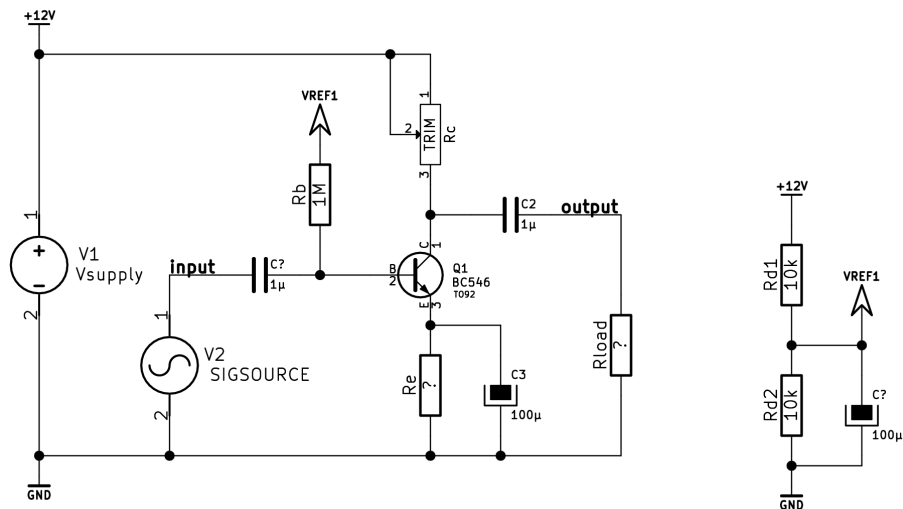 +12V
VREF1
1
2
TRIM
Rc
3
Rb
1M
C2
1µ
output
+12V
1
V1
Vsupply
2
input
C?
1µ
B
2
C
1
Q1
BC546
TO92
E
3
Rd1
10k
VREF1
1
V2
SIGSOURCE
2
Re
?
C3
100µ
Rload
?
Rd2
10k
C?
100µ
GND
GND